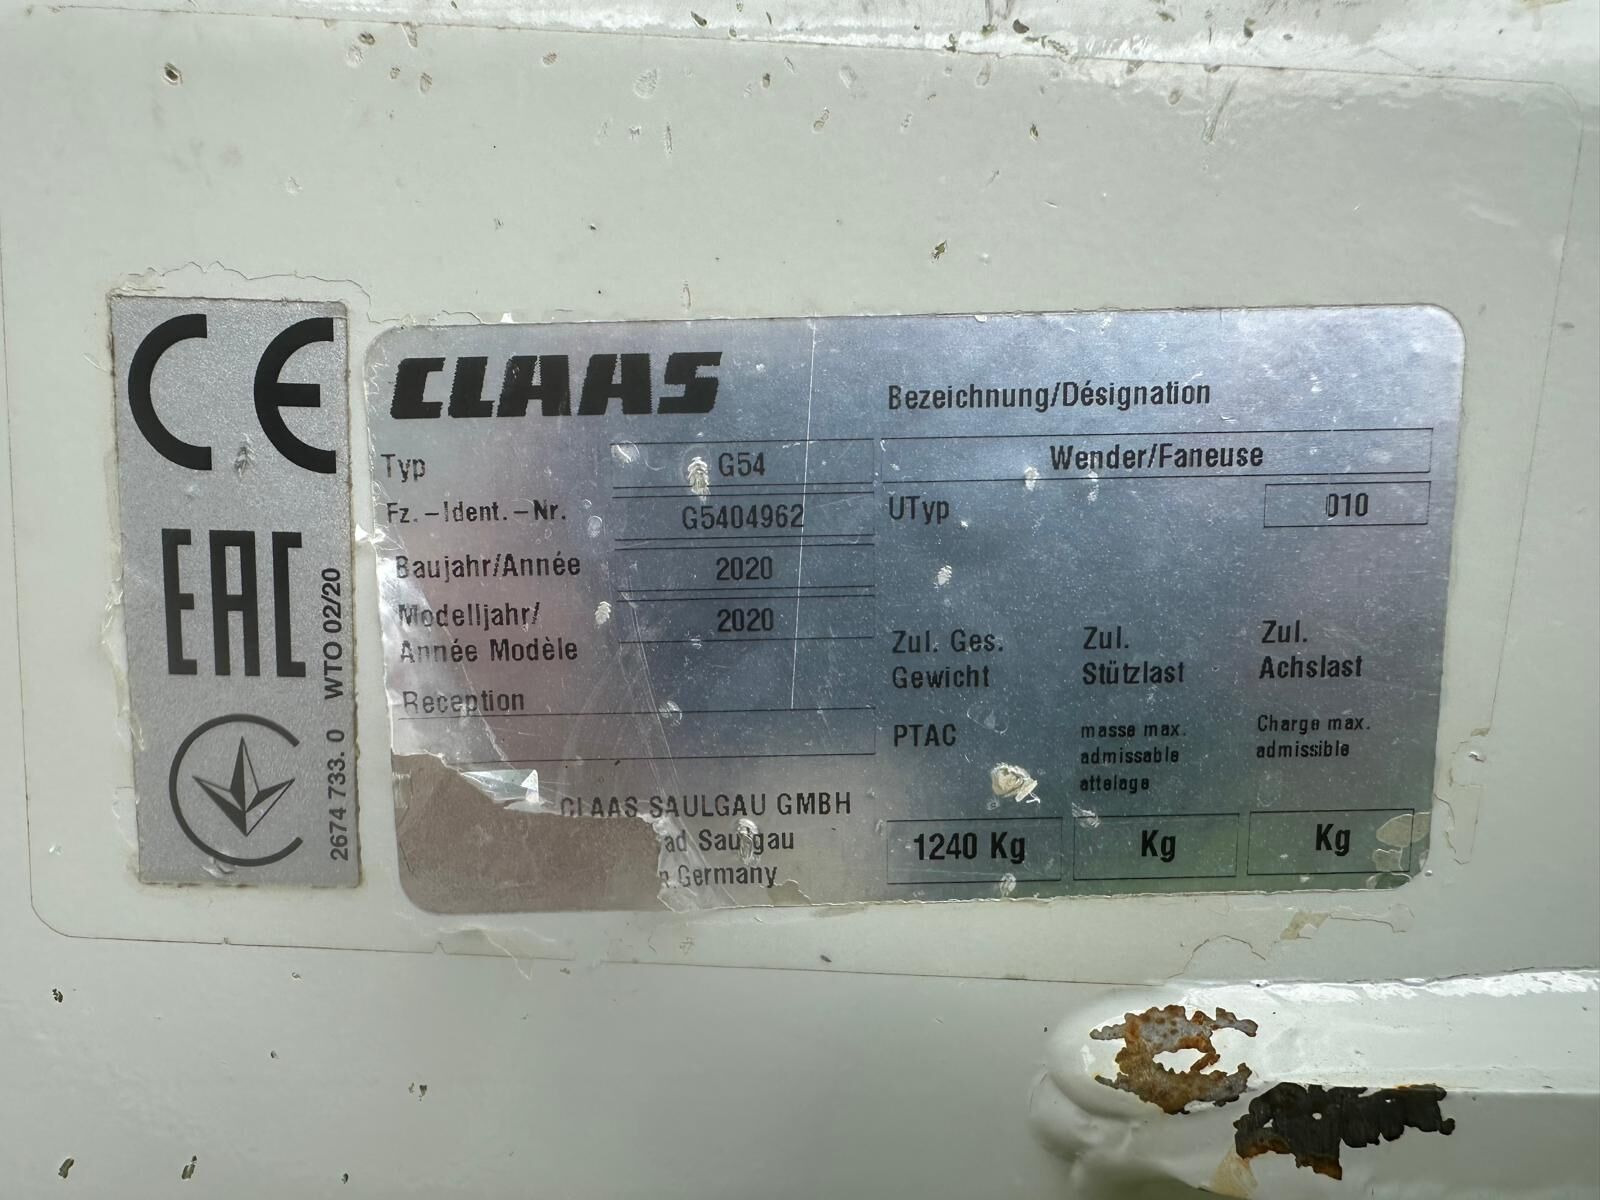 CE
EAC
2674 733. 0 WTO 02/20
CLAAS
Bezeichnung/Désignation
Typ G54 Wender/Faneuse
Fz. -Ident. -Nr. G5404962 UTyp 010
Baujahr/Année 2020
Modelljahr/ 2020
Année Modèle
Reception
Zul. Ges.
Gewicht
PTAC
1240 Kg
Zul.
Stützlast
masse max.
admissable
attelage
Kg
Zul.
Achslast
Charge max.
admissible
Kg
CLAAS SAULGAU GMBH
ad Saulgau
Germany